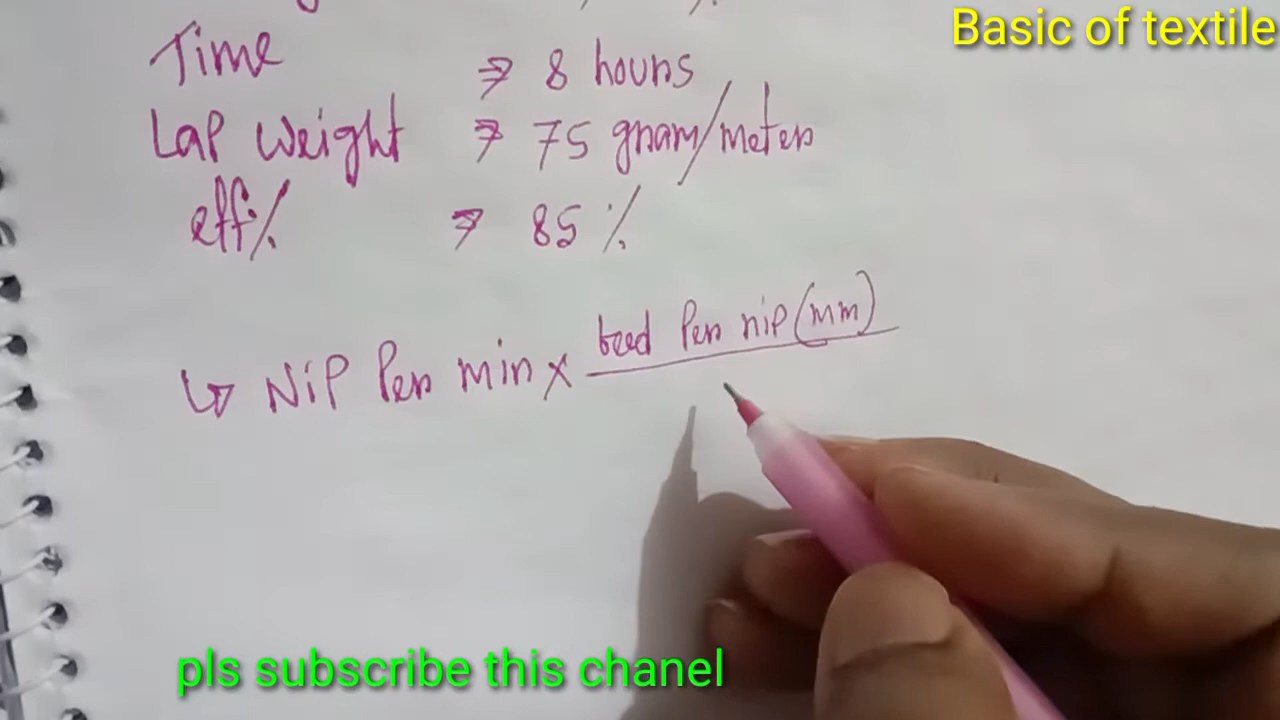 Basic of textile
Time ⇒ 8 hours
Lap weight ⇒ 75 gram/meter
eff% ⇒ 85 %
↳ Nip Per min × feed Per nip (mm)
pls subscribe this chanel